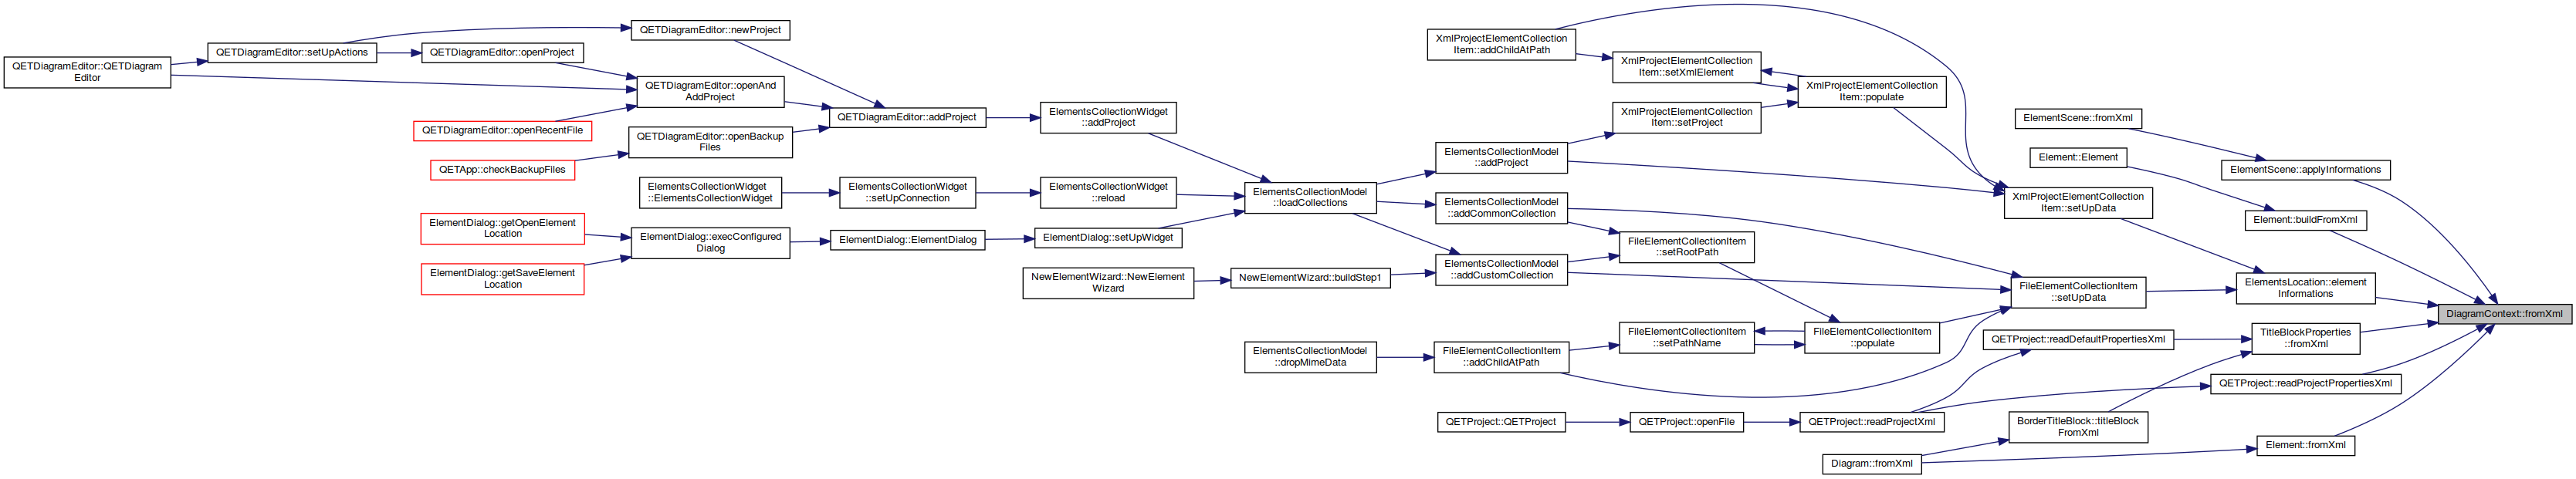 QETDiagramEditor::QETDiagram
Editor
QETDiagramEditor::setUpActions
QETDiagramEditor::openProject
QETDiagramEditor::newProject
QETDiagramEditor::openAnd
AddProject
QETDiagramEditor::openRecentFile
QETDiagramEditor::openBackup
Files
QETApp::checkBackupFiles
QETDiagramEditor::addProject
ElementsCollectionWidget
::addProject
ElementsCollectionWidget
::ElementsCollectionWidget
ElementsCollectionWidget
::setUpConnection
ElementsCollectionWidget
::reload
ElementDialog::getOpenElement
Location
ElementDialog::getSaveElement
Location
ElementDialog::execConfigured
Dialog
ElementDialog::ElementDialog
ElementDialog::setUpWidget
NewElementWizard::NewElement
Wizard
NewElementWizard::buildStep1
ElementsCollectionModel
::loadCollections
ElementsCollectionModel
::dropMimeData
XmlProjectElementCollection
Item::addChildAtPath
ElementsCollectionModel
::addProject
ElementsCollectionModel
::addCommonCollection
ElementsCollectionModel
::addCustomCollection
FileElementCollectionItem
::addChildAtPath
QETProject::QETProject
XmlProjectElementCollection
Item::setXmlElement
XmlProjectElementCollection
Item::setProject
FileElementCollectionItem
::setRootPath
FileElementCollectionItem
::setPathName
QETProject::openFile
XmlProjectElementCollection
Item::populate
FileElementCollectionItem
::populate
QETProject::readProjectXml
Diagram::fromXml
ElementScene::fromXml
Element::Element
XmlProjectElementCollection
Item::setUpData
FileElementCollectionItem
::setUpData
QETProject::readDefaultPropertiesXml
BorderTitleBlock::titleBlock
FromXml
ElementScene::applyInformations
Element::buildFromXml
ElementsLocation::element
Informations
TitleBlockProperties
::fromXml
QETProject::readProjectPropertiesXml
Element::fromXml
DiagramContext::fromXml